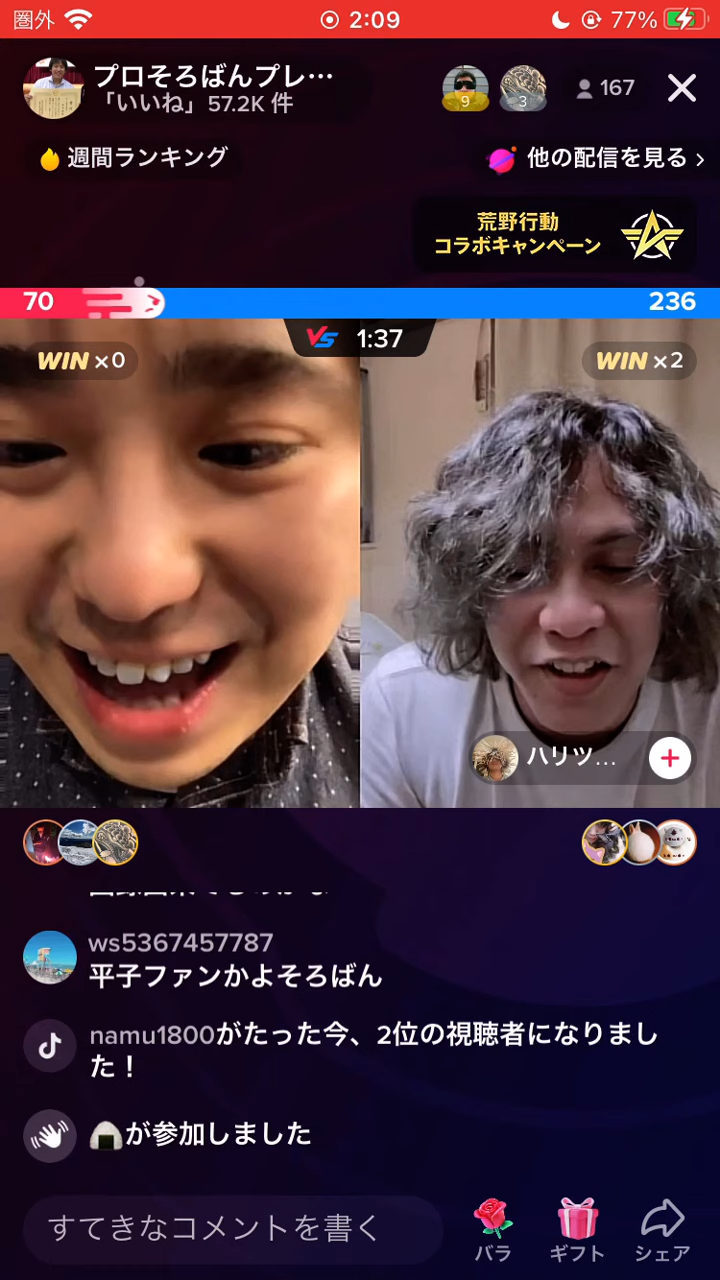 圏外 2:09 77%
プロそろばんプレ… 9 3 167
「いいね」57.2K 件
週間ランキング 他の配信を見る
荒野行動
コラボキャンペーン
70 236
VS 1:37
WIN ×0 WIN ×2
ハリツ…
ws5367457787
平子ファンかよそろばん
namu1800がたった今、2位の視聴者になりまし
た！
🍙が参加しました
すてきなコメントを書く
バラ ギフト シェア